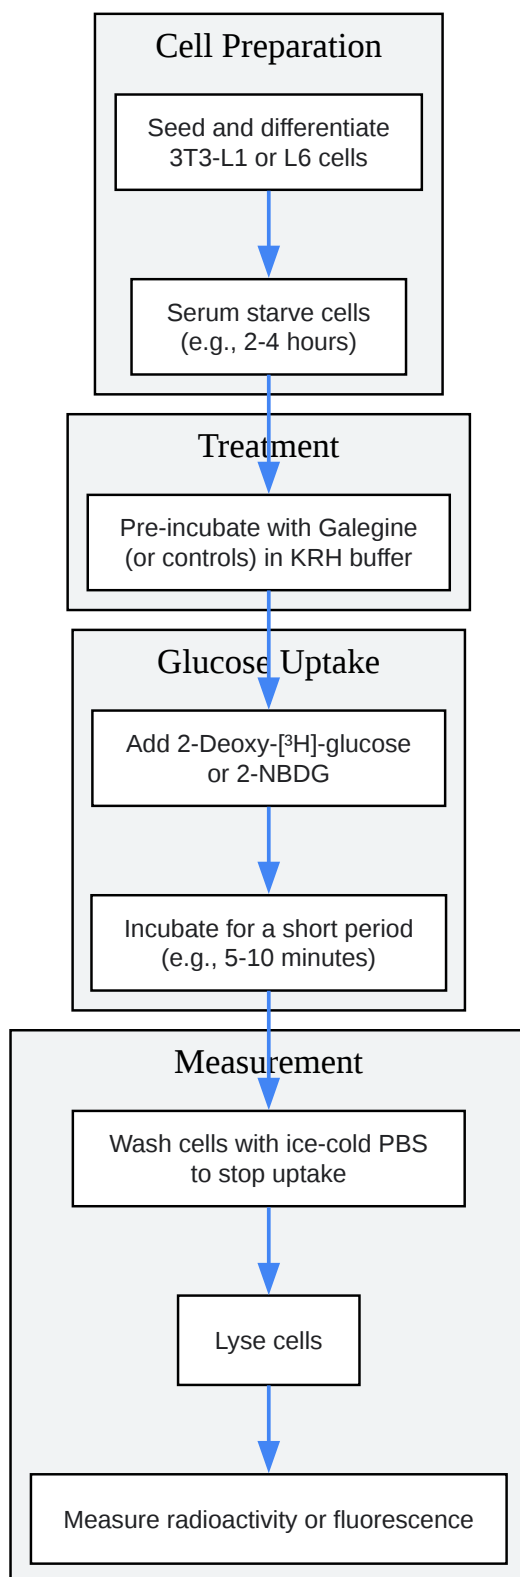 Cell Preparation
Seed and differentiate
3T3-L1 or L6 cells
Serum starve cells
(e.g., 2-4 hours)
Treatment
Pre-incubate with Galegine
(or controls) in KRH buffer
Glucose Uptake
Add 2-Deoxy-[³H]-glucose
or 2-NBDG
Incubate for a short period
(e.g., 5-10 minutes)
Measurement
Wash cells with ice-cold PBS
to stop uptake
Lyse cells
Measure radioactivity or fluorescence